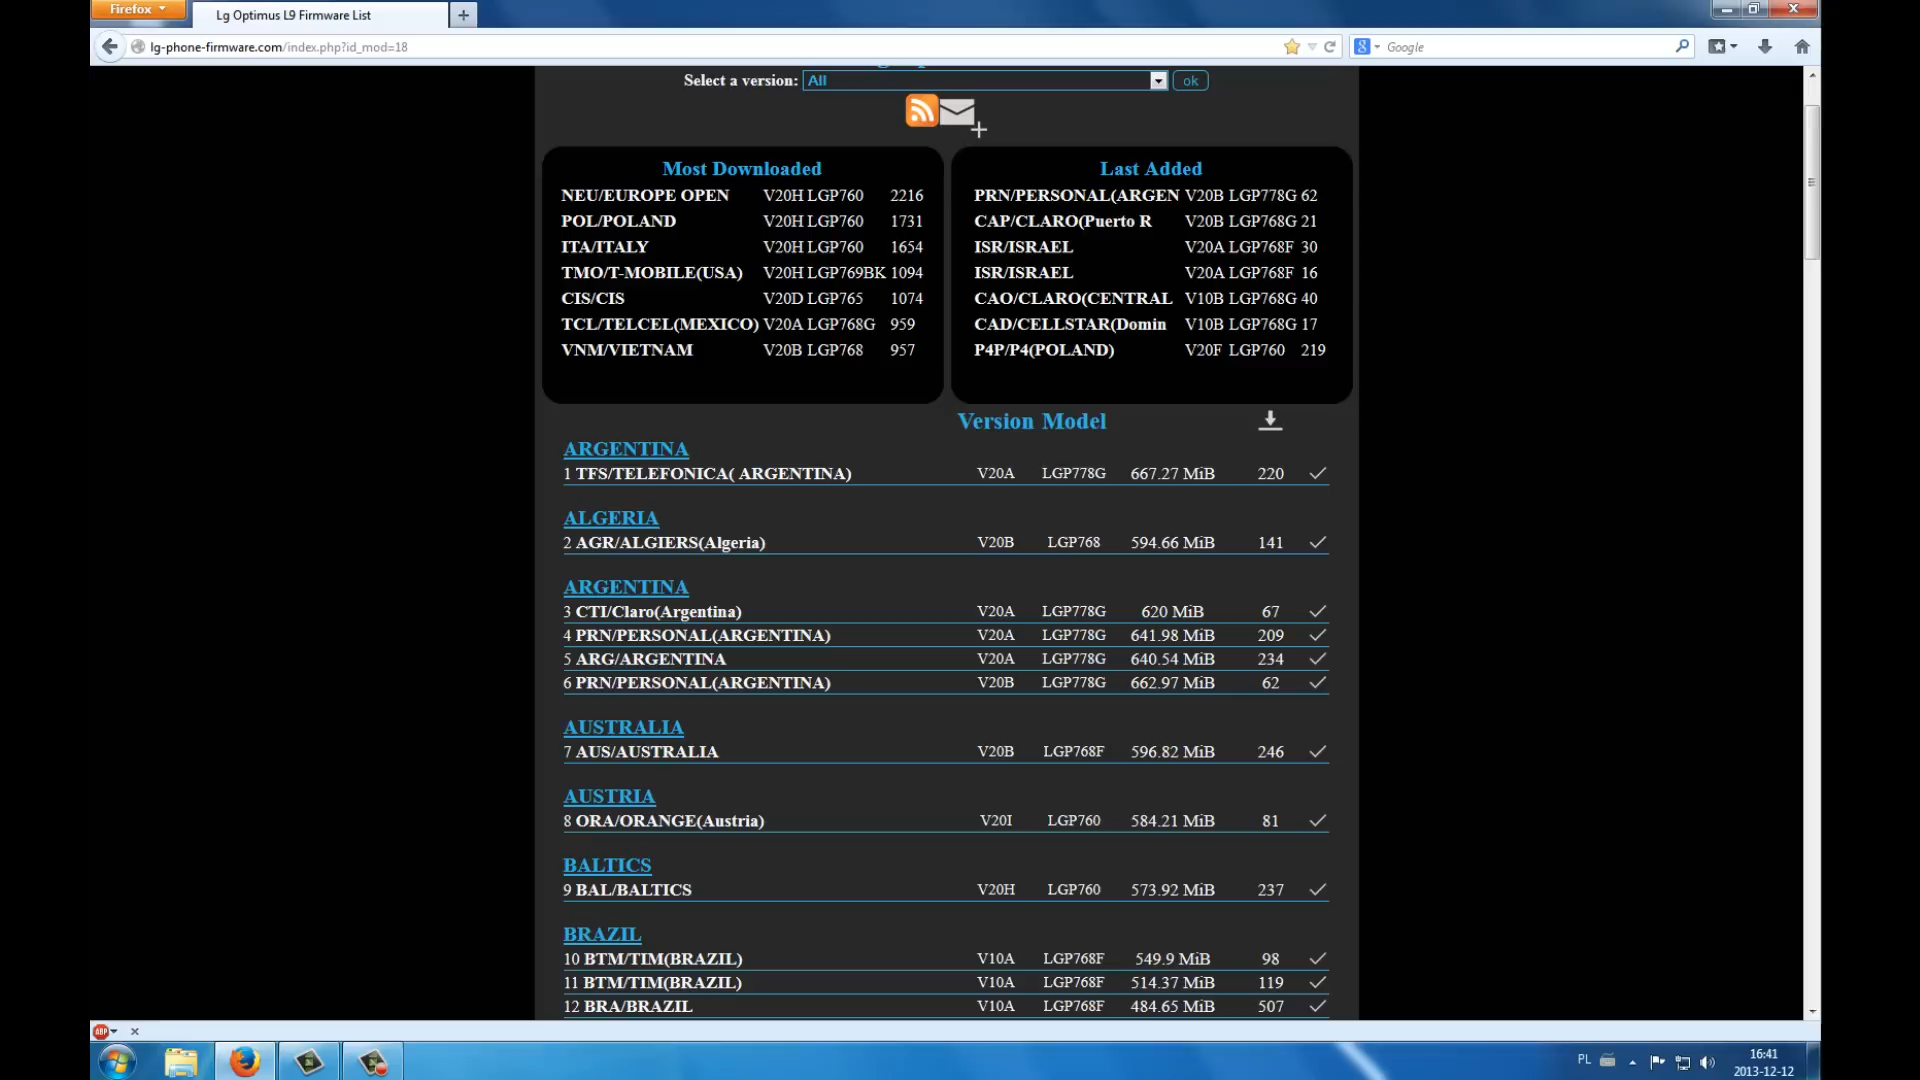 Firefox
Lg Optimus L9 Firmware List
lg-phone-firmware.com/index.php?id_mod=18
Google
Select a version: All ok
Most Downloaded
NEU/EUROPE OPEN V20H LGP760 2216
POL/POLAND V20H LGP760 1731
ITA/ITALY V20H LGP760 1654
TMO/T-MOBILE(USA) V20H LGP769BK 1094
CIS/CIS V20D LGP765 1074
TCL/TELCEL(MEXICO) V20A LGP768G 959
VNM/VIETNAM V20B LGP768 957
Last Added
PRN/PERSONAL(ARGEN V20B LGP778G 62
CAP/CLARO(Puerto R V20B LGP768G 21
ISR/ISRAEL V20A LGP768F 30
ISR/ISRAEL V20A LGP768F 16
CAO/CLARO(CENTRAL V10B LGP768G 40
CAD/CELLSTAR(Domin V10B LGP768G 17
P4P/P4(POLAND) V20F LGP760 219
Version Model
ARGENTINA
1 TFS/TELEFONICA( ARGENTINA) V20A LGP778G 667.27 MiB 220
ALGERIA
2 AGR/ALGIERS(Algeria) V20B LGP768 594.66 MiB 141
ARGENTINA
3 CTI/Claro(Argentina) V20A LGP778G 620 MiB 67
4 PRN/PERSONAL(ARGENTINA) V20A LGP778G 641.98 MiB 209
5 ARG/ARGENTINA V20A LGP778G 640.54 MiB 234
6 PRN/PERSONAL(ARGENTINA) V20B LGP778G 662.97 MiB 62
AUSTRALIA
7 AUS/AUSTRALIA V20B LGP768F 596.82 MiB 246
AUSTRIA
8 ORA/ORANGE(Austria) V20I LGP760 584.21 MiB 81
BALTICS
9 BAL/BALTICS V20H LGP760 573.92 MiB 237
BRAZIL
10 BTM/TIM(BRAZIL) V10A LGP768F 549.9 MiB 98
11 BTM/TIM(BRAZIL) V10A LGP768F 514.37 MiB 119
12 BRA/BRAZIL V10A LGP768F 484.65 MiB 507
ABP
PL
16:41
2013-12-12